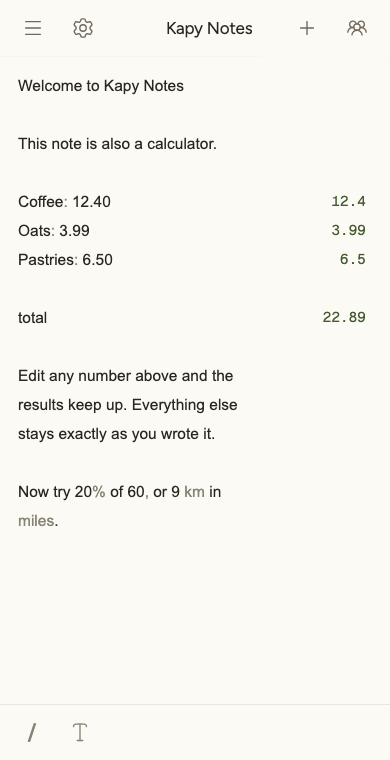 Kapy Notes
Welcome to Kapy Notes
This note is also a calculator.
Coffee: 12.40 12.4
Oats: 3.99 3.99
Pastries: 6.50 6.5
total 22.89
Edit any number above and the
results keep up. Everything else
stays exactly as you wrote it.
Now try 20% of 60, or 9 km in
miles.
/ T